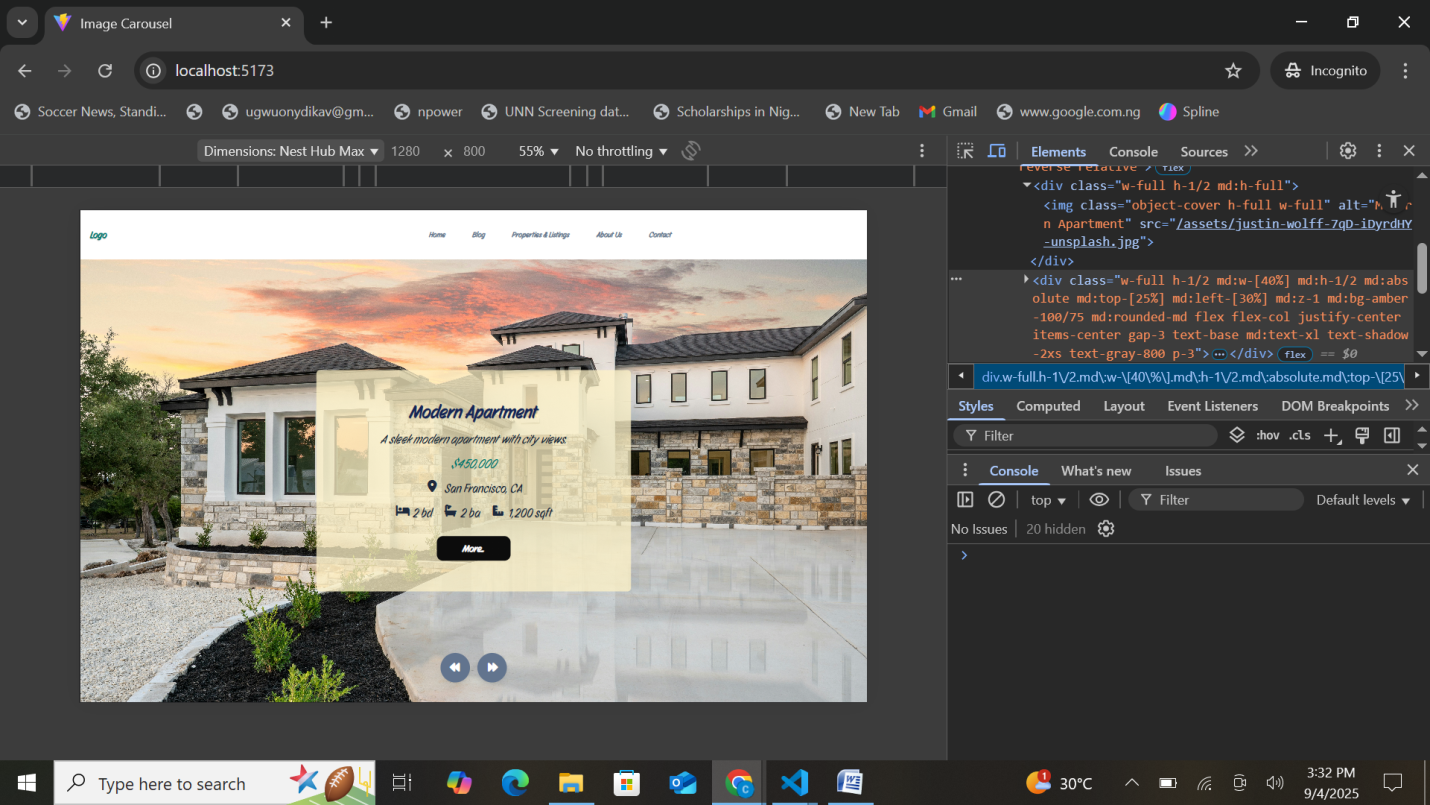 Image Carousel
localhost:5173
Incognito
Soccer News, Standi...
ugwuonydikav@gm...
npower
UNN Screening dat...
Scholarships in Nig...
New Tab
Gmail
www.google.com.ng
Spline
Dimensions: Nest Hub Max
1280
×
800
55%
No throttling
Logo
Home
Blog
Properties & Listings
About Us
Contact
Modern Apartment
A sleek modern apartment with city views.
$450,000
San Francisco, CA
2 bd
2 ba
1,200 sqft
More..
Elements
Console
Sources
reverse relative">
flex
<div class="w-full h-1/2 md:h-full">
<img class="object-cover h-full w-full" alt="
n Apartment" src="/assets/justin-wolff-7qD-iDyrdHY
-unsplash.jpg">
</div>
<div class="w-full h-1/2 md:w-[40%] md:h-1/2 md:abs
olute md:top-[25%] md:left-[30%] md:z-1 md:bg-amber
-100/75 md:rounded-md flex flex-col justify-center
items-center gap-3 text-base md:text-xl text-shadow
-2xs text-gray-800 p-3"> … </div> flex == $0
div.w-full.h-1\/2.md\:w-\[40\%\].md\:h-1\/2.md\:absolute.md\:top-\[25\
Styles
Computed
Layout
Event Listeners
DOM Breakpoints
Filter
:hov
.cls
Console
What's new
Issues
top
Filter
Default levels
No Issues
20 hidden
Type here to search
1
30°C
3:32 PM
9/4/2025